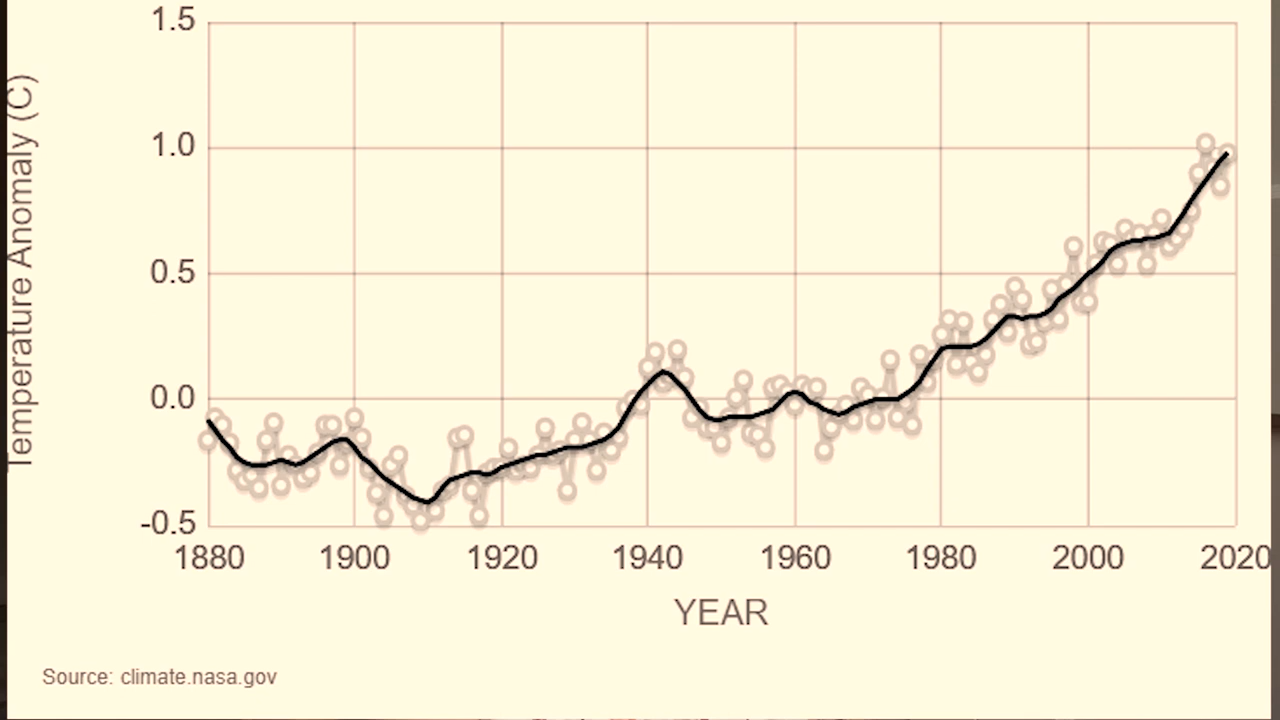 1.5
1.0
0.5
0.0
-0.5
Temperature Anomaly (C)
1880 1900 1920 1940 1960 1980 2000 2020
YEAR
Source: climate.nasa.gov